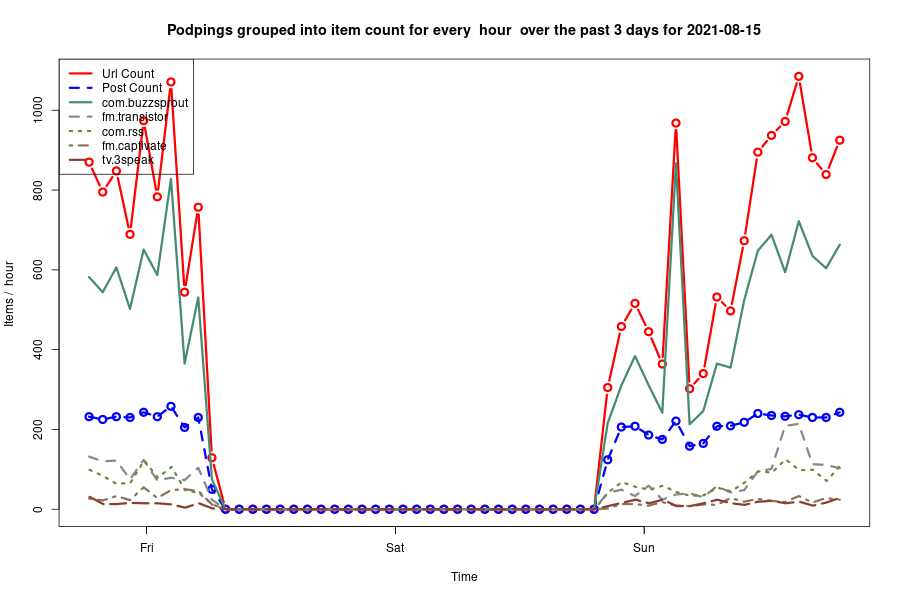 Podpings grouped into item count for every  hour  over the past 3 days for 2021-08-15
Url Count
Post Count
com.buzzsprout
fm.transistor
com.rss
fm.captivate
tv.3speak
Items /  hour
1000
800
600
400
200
0
Fri
Sat
Sun
Time